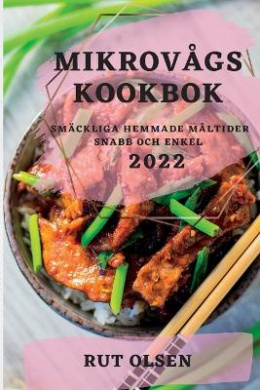 MIKROVÅGS
KOOKBOK
SMÄCKLIGA HEMMADE MÅLTIDER
SNABB OCH ENKEL
2022
RUT OLSEN